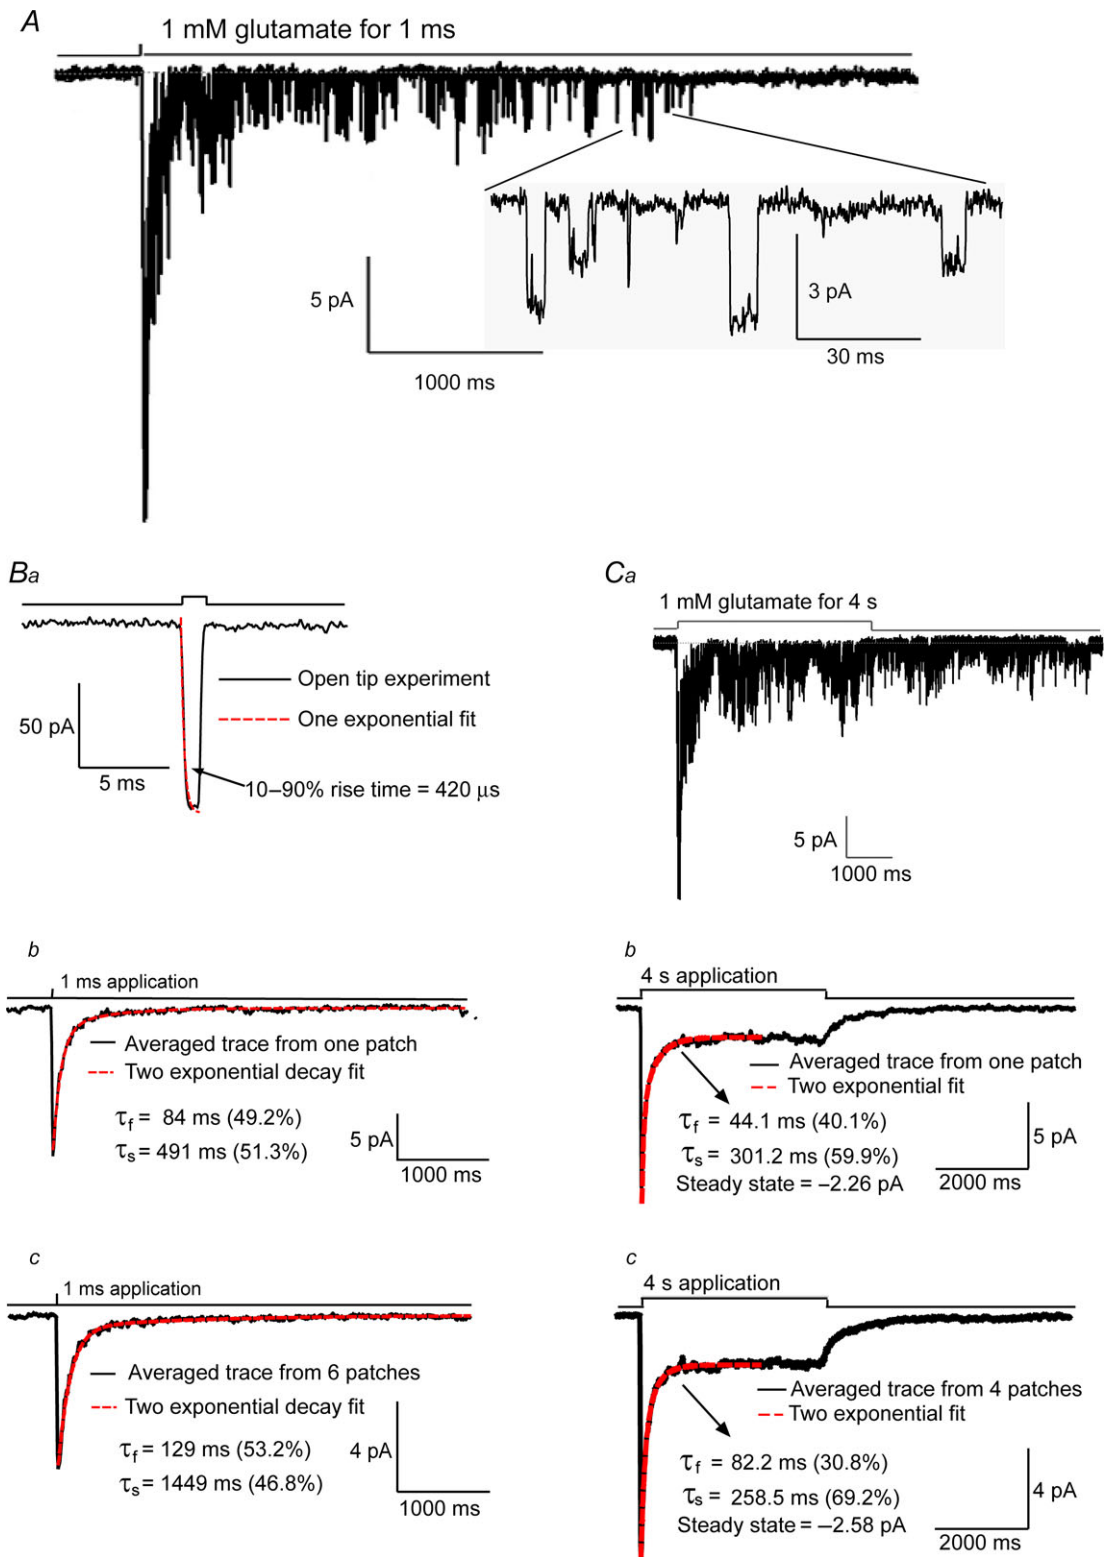 A
1 mM glutamate for 1 ms
5 pA
1000 ms
3 pA
30 ms
Ba
Open tip experiment
One exponential fit
50 pA
5 ms
10–90% rise time = 420 μs
Ca
1 mM glutamate for 4 s
5 pA
1000 ms
b
1 ms application
Averaged trace from one patch
Two exponential decay fit
τf = 84 ms (49.2%)
τs = 491 ms (51.3%)
5 pA
1000 ms
b
4 s application
Averaged trace from one patch
Two exponential fit
τf = 44.1 ms (40.1%)
τs = 301.2 ms (59.9%)
Steady state = –2.26 pA
5 pA
2000 ms
c
1 ms application
Averaged trace from 6 patches
Two exponential decay fit
τf = 129 ms (53.2%)
τs = 1449 ms (46.8%)
4 pA
1000 ms
c
4 s application
Averaged trace from 4 patches
Two exponential fit
τf = 82.2 ms (30.8%)
τs = 258.5 ms (69.2%)
Steady state = –2.58 pA
4 pA
2000 ms